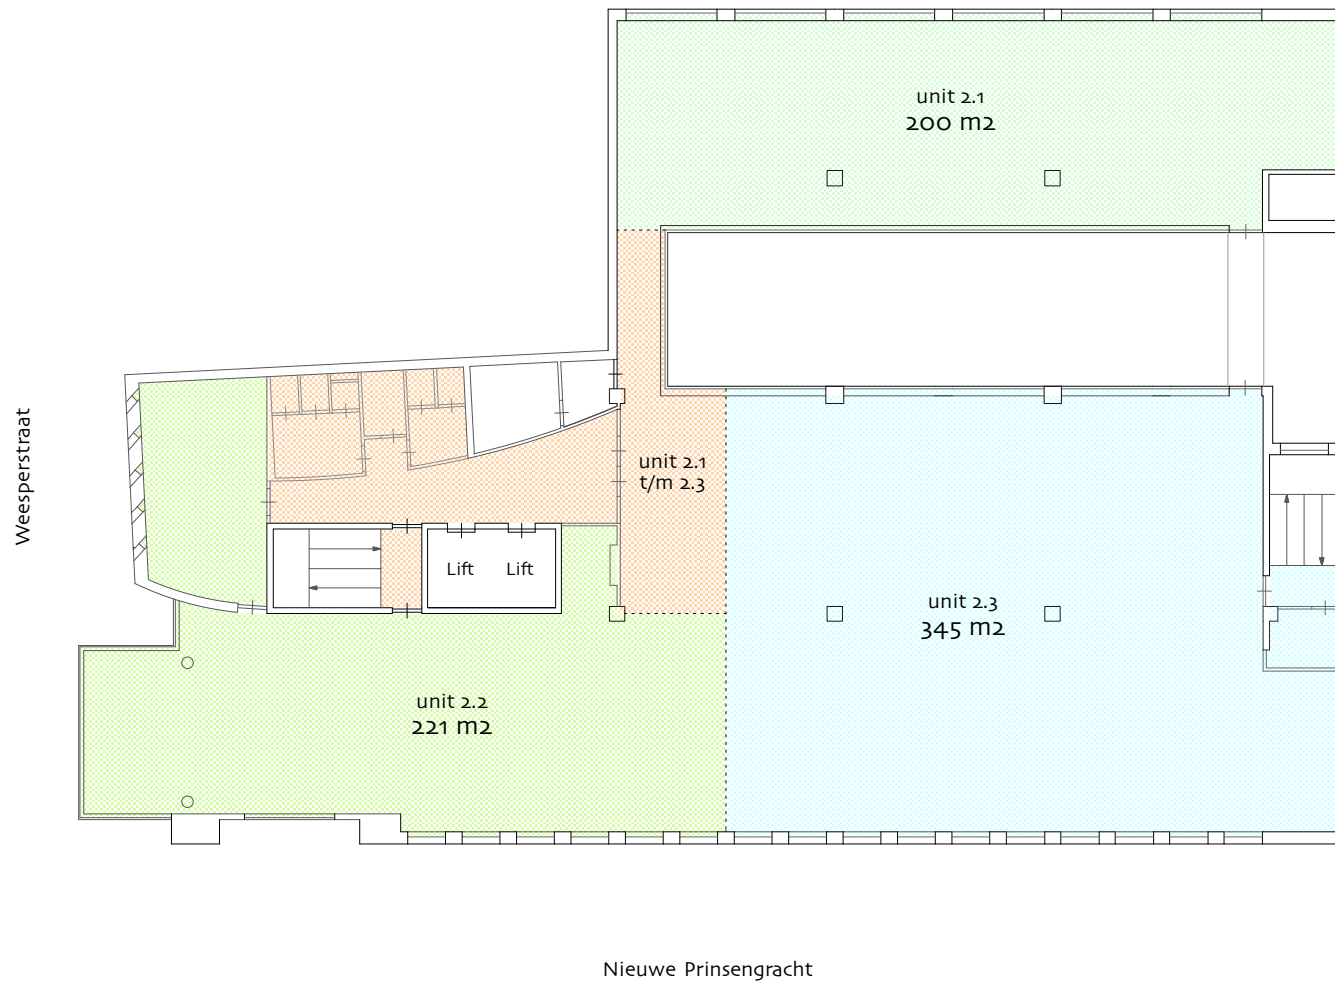 unit 2.1
200 m2
Weesperstraat
unit 2.1
t/m 2.3
Lift Lift
unit 2.3
345 m2
unit 2.2
221 m2
Nieuwe Prinsengracht